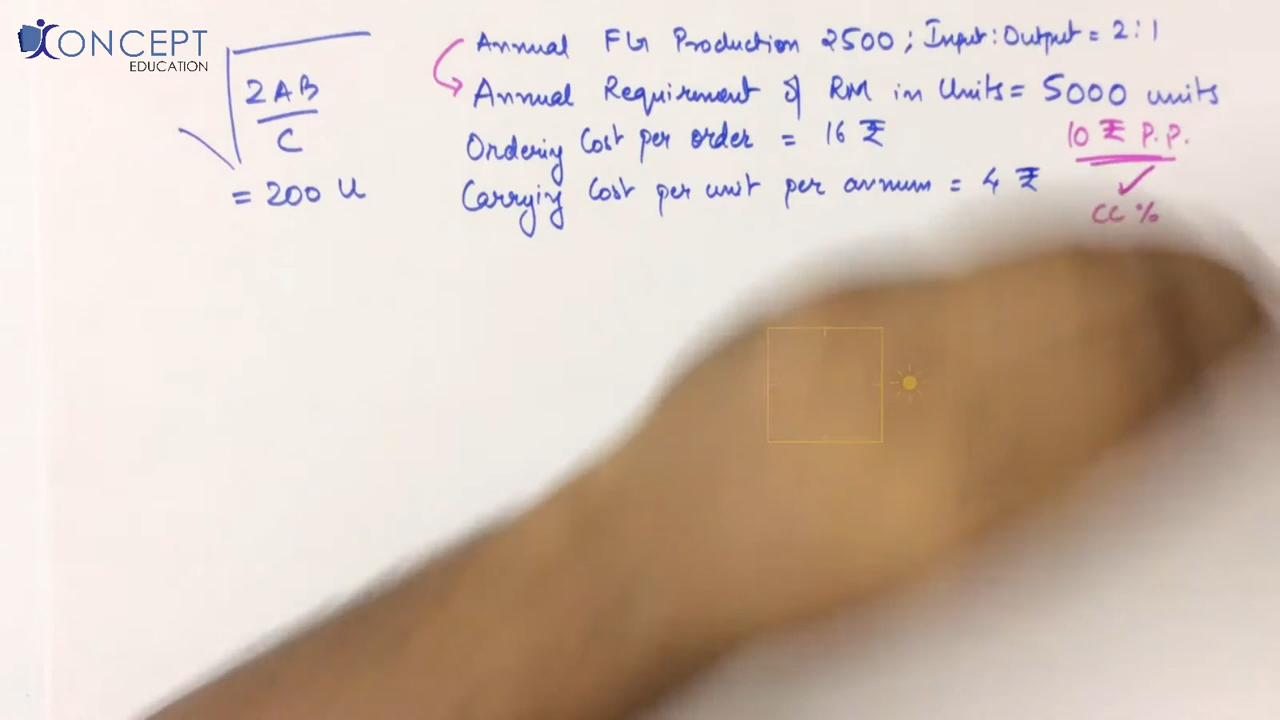 KONCEPT
EDUCATION
Annual FG Production 2500 ; Input : Output = 2 : 1
Annual Requirement of RM in Units = 5000 units
Ordering Cost per order = 16 ₹
10 ₹ P.P.
Carrying Cost per unit per annum = 4 ₹
CC %
2AB
C
= 200 U